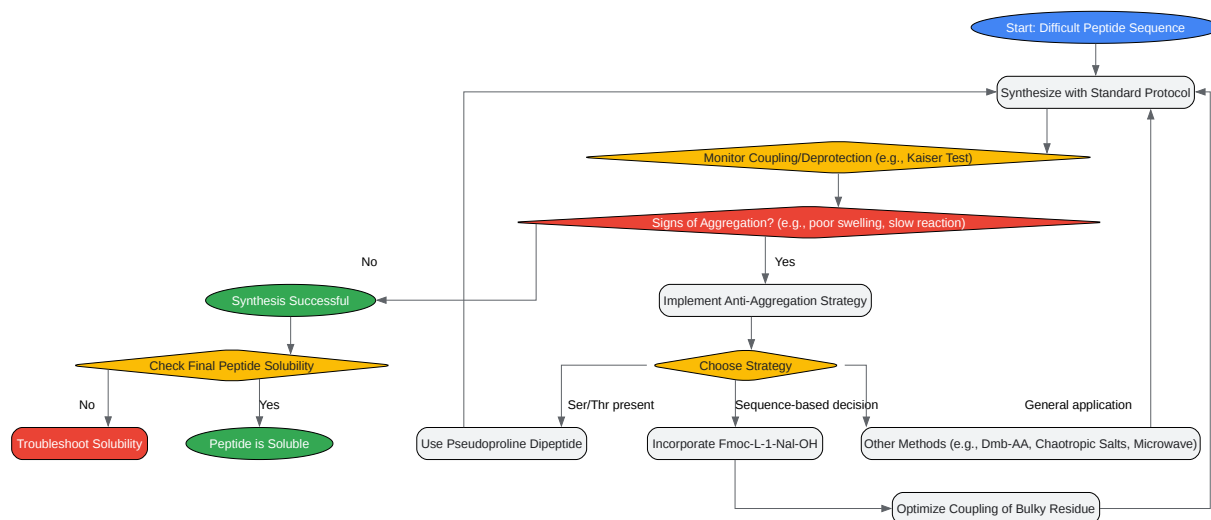 Start: Difficult Peptide Sequence
Synthesize with Standard Protocol
Monitor Coupling/Deprotection (e.g., Kaiser Test)
Signs of Aggregation? (e.g., poor swelling, slow reaction)
No
Yes
Synthesis Successful
Implement Anti-Aggregation Strategy
Check Final Peptide Solubility
Choose Strategy
No
Yes
Ser/Thr present
Sequence-based decision
General application
Troubleshoot Solubility
Peptide is Soluble
Use Pseudoproline Dipeptide
Incorporate Fmoc-L-1-Nal-OH
Other Methods (e.g., Dmb-AA, Chaotropic Salts, Microwave)
Optimize Coupling of Bulky Residue